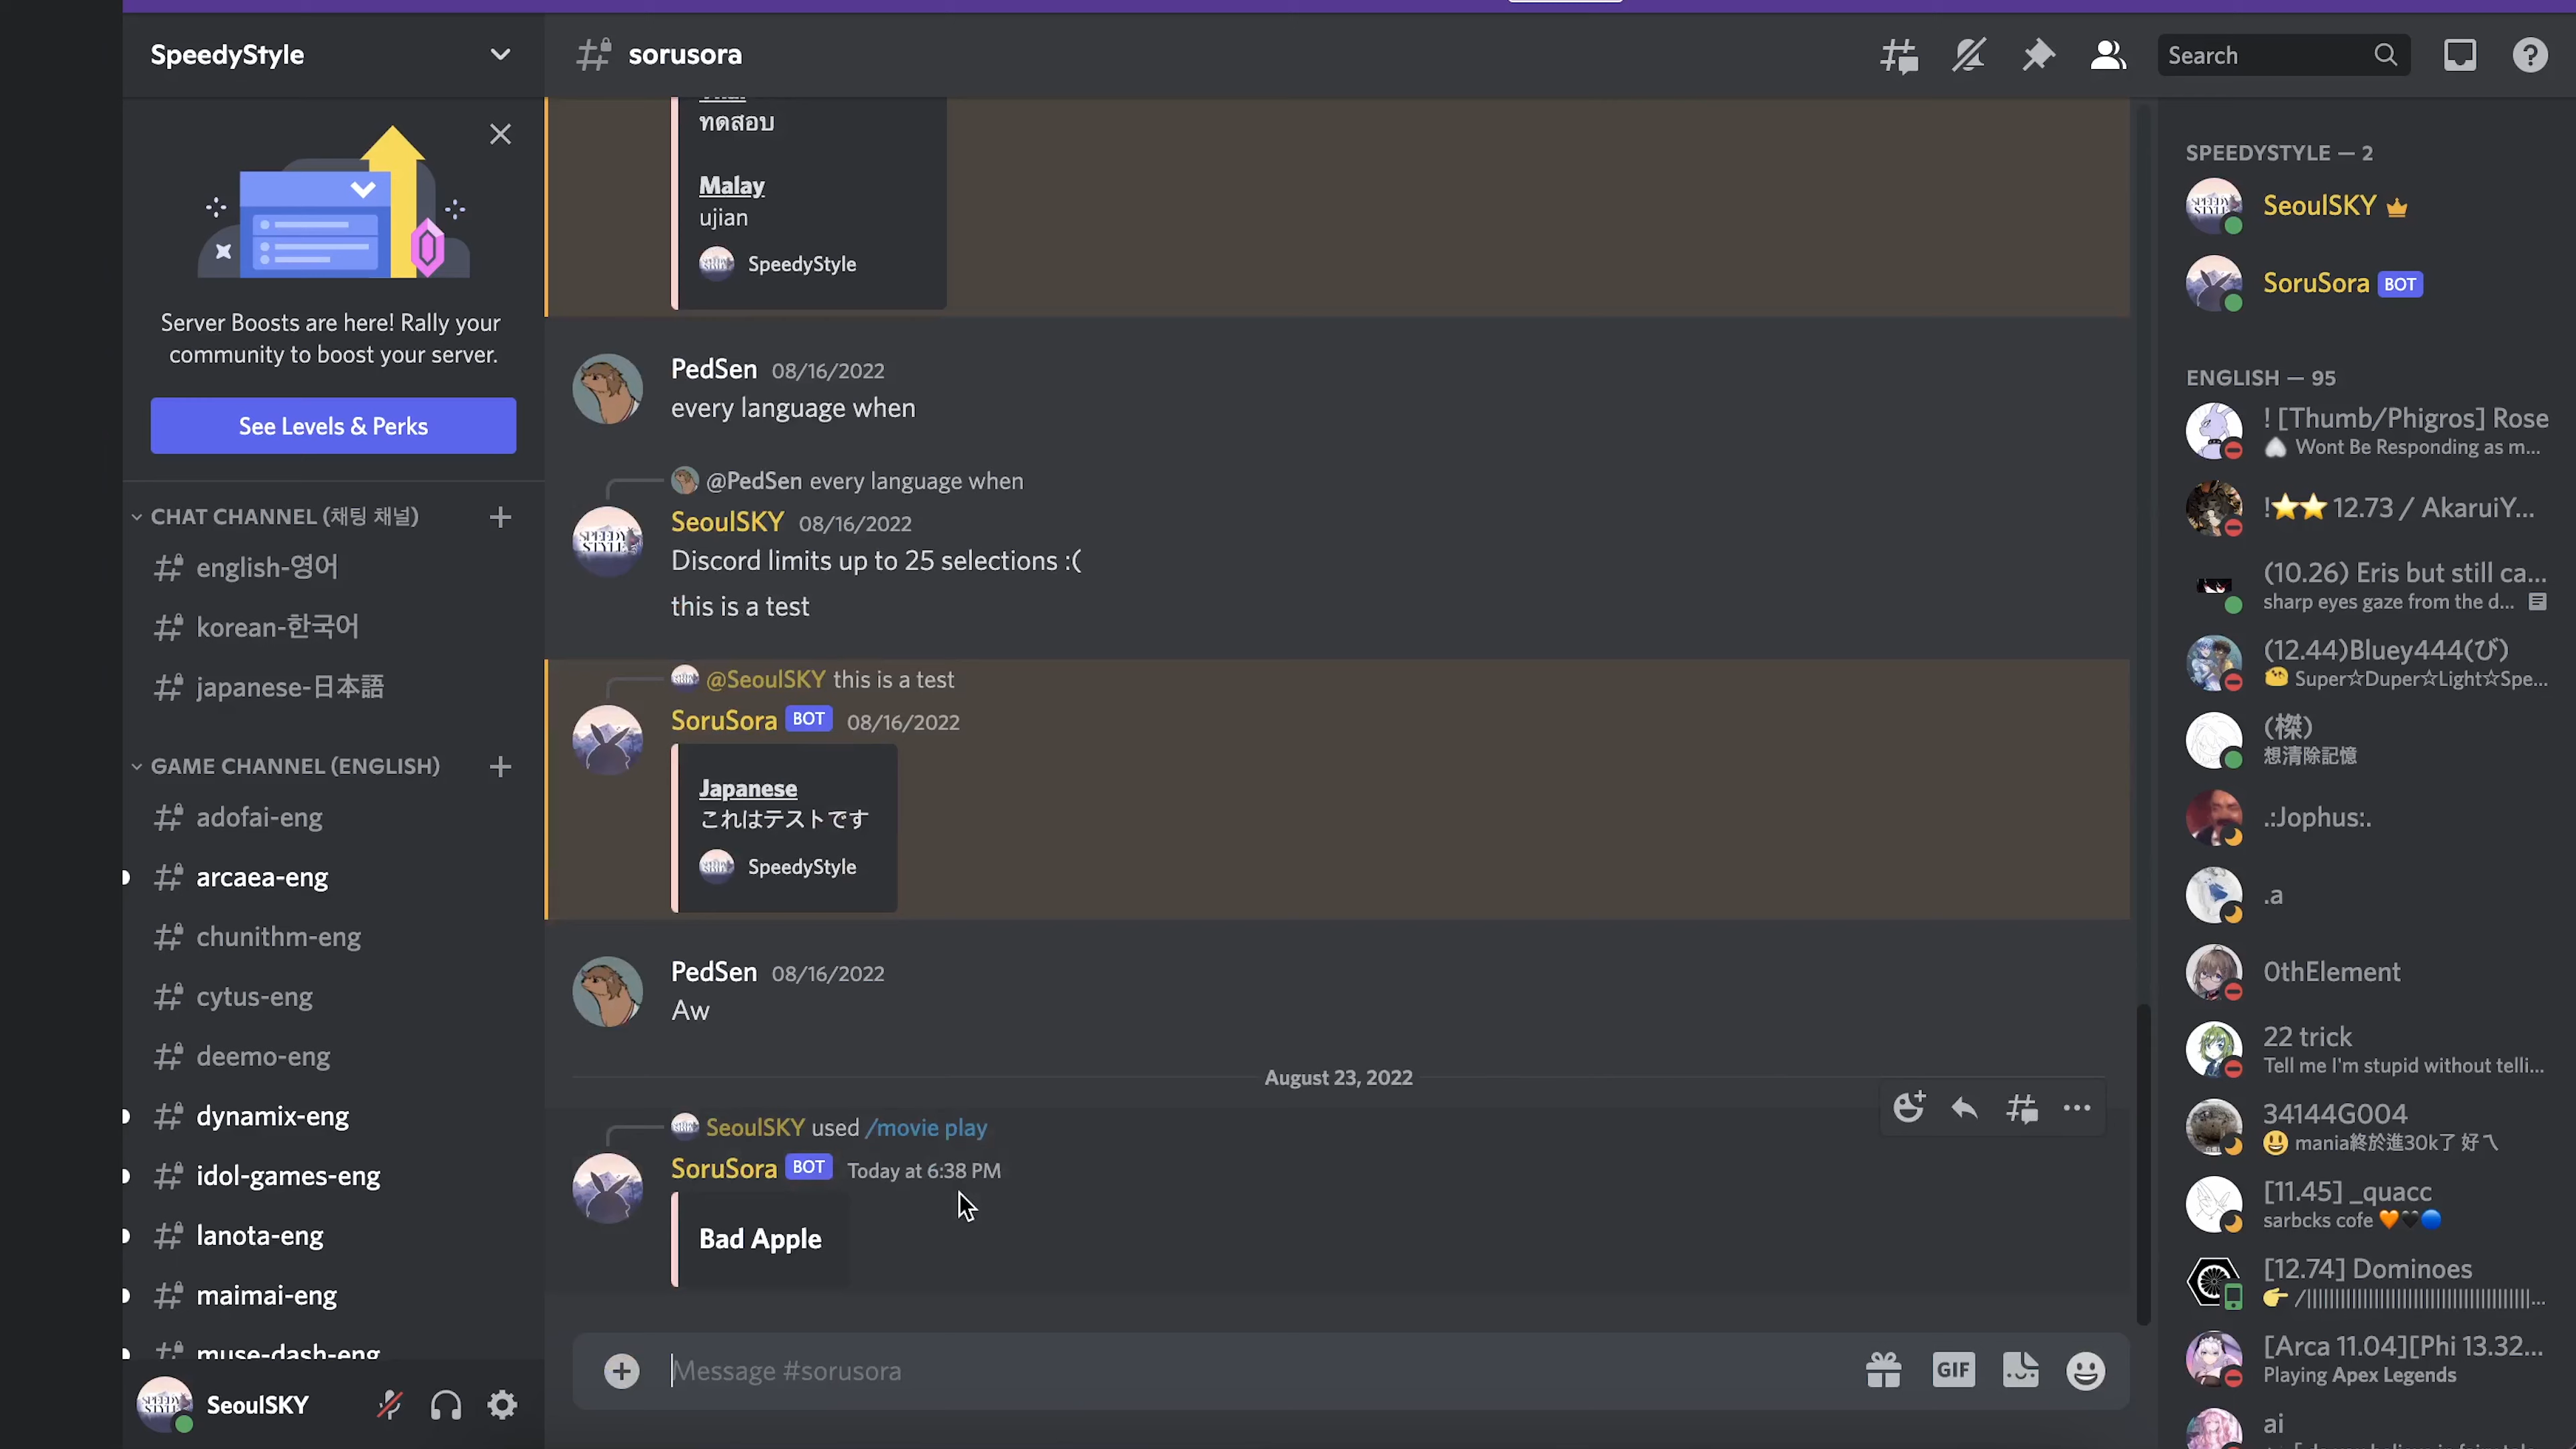 SpeedyStyle
Server Boosts are here! Rally your
community to boost your server.
See Levels & Perks
CHAT CHANNEL (채팅 채널)
english-영어
korean-한국어
japanese-日本語
GAME CHANNEL (ENGLISH)
adofai-eng
arcaea-eng
chunithm-eng
cytus-eng
deemo-eng
dynamix-eng
idol-games-eng
lanota-eng
maimai-eng
muse-dash-eng
SeoulSKY
sorusora
Search
ทดสอบ
Malay
ujian
SpeedyStyle
PedSen 08/16/2022
every language when
@PedSen every language when
SeoulSKY 08/16/2022
Discord limits up to 25 selections :(
this is a test
@SeoulSKY this is a test
SoruSora BOT 08/16/2022
Japanese
これはテストです
SpeedyStyle
PedSen 08/16/2022
Aw
August 23, 2022
SeoulSKY used /movie play
SoruSora BOT Today at 6:38 PM
Bad Apple
Message #sorusora
GIF
SPEEDYSTYLE — 2
SeoulSKY
SoruSora BOT
ENGLISH — 95
! [Thumb/Phigros] Rose
Wont Be Responding as m...
!⭐⭐ 12.73 / AkaruiY...
(10.26) Eris but still ca...
sharp eyes gaze from the d...
(12.44)Bluey444(び)
Super☆Duper☆Light☆Spe...
(榤)
想清除記憶
.:Jophus:.
.a
0thElement
22 trick
Tell me I'm stupid without telli...
34144G004
mania終於進30k了 好ㄟ
[11.45] _quacc
sarbcks cofe 🧡🖤🔵
[12.74] Dominoes
[Arca 11.04][Phi 13.32...
Playing Apex Legends
ai